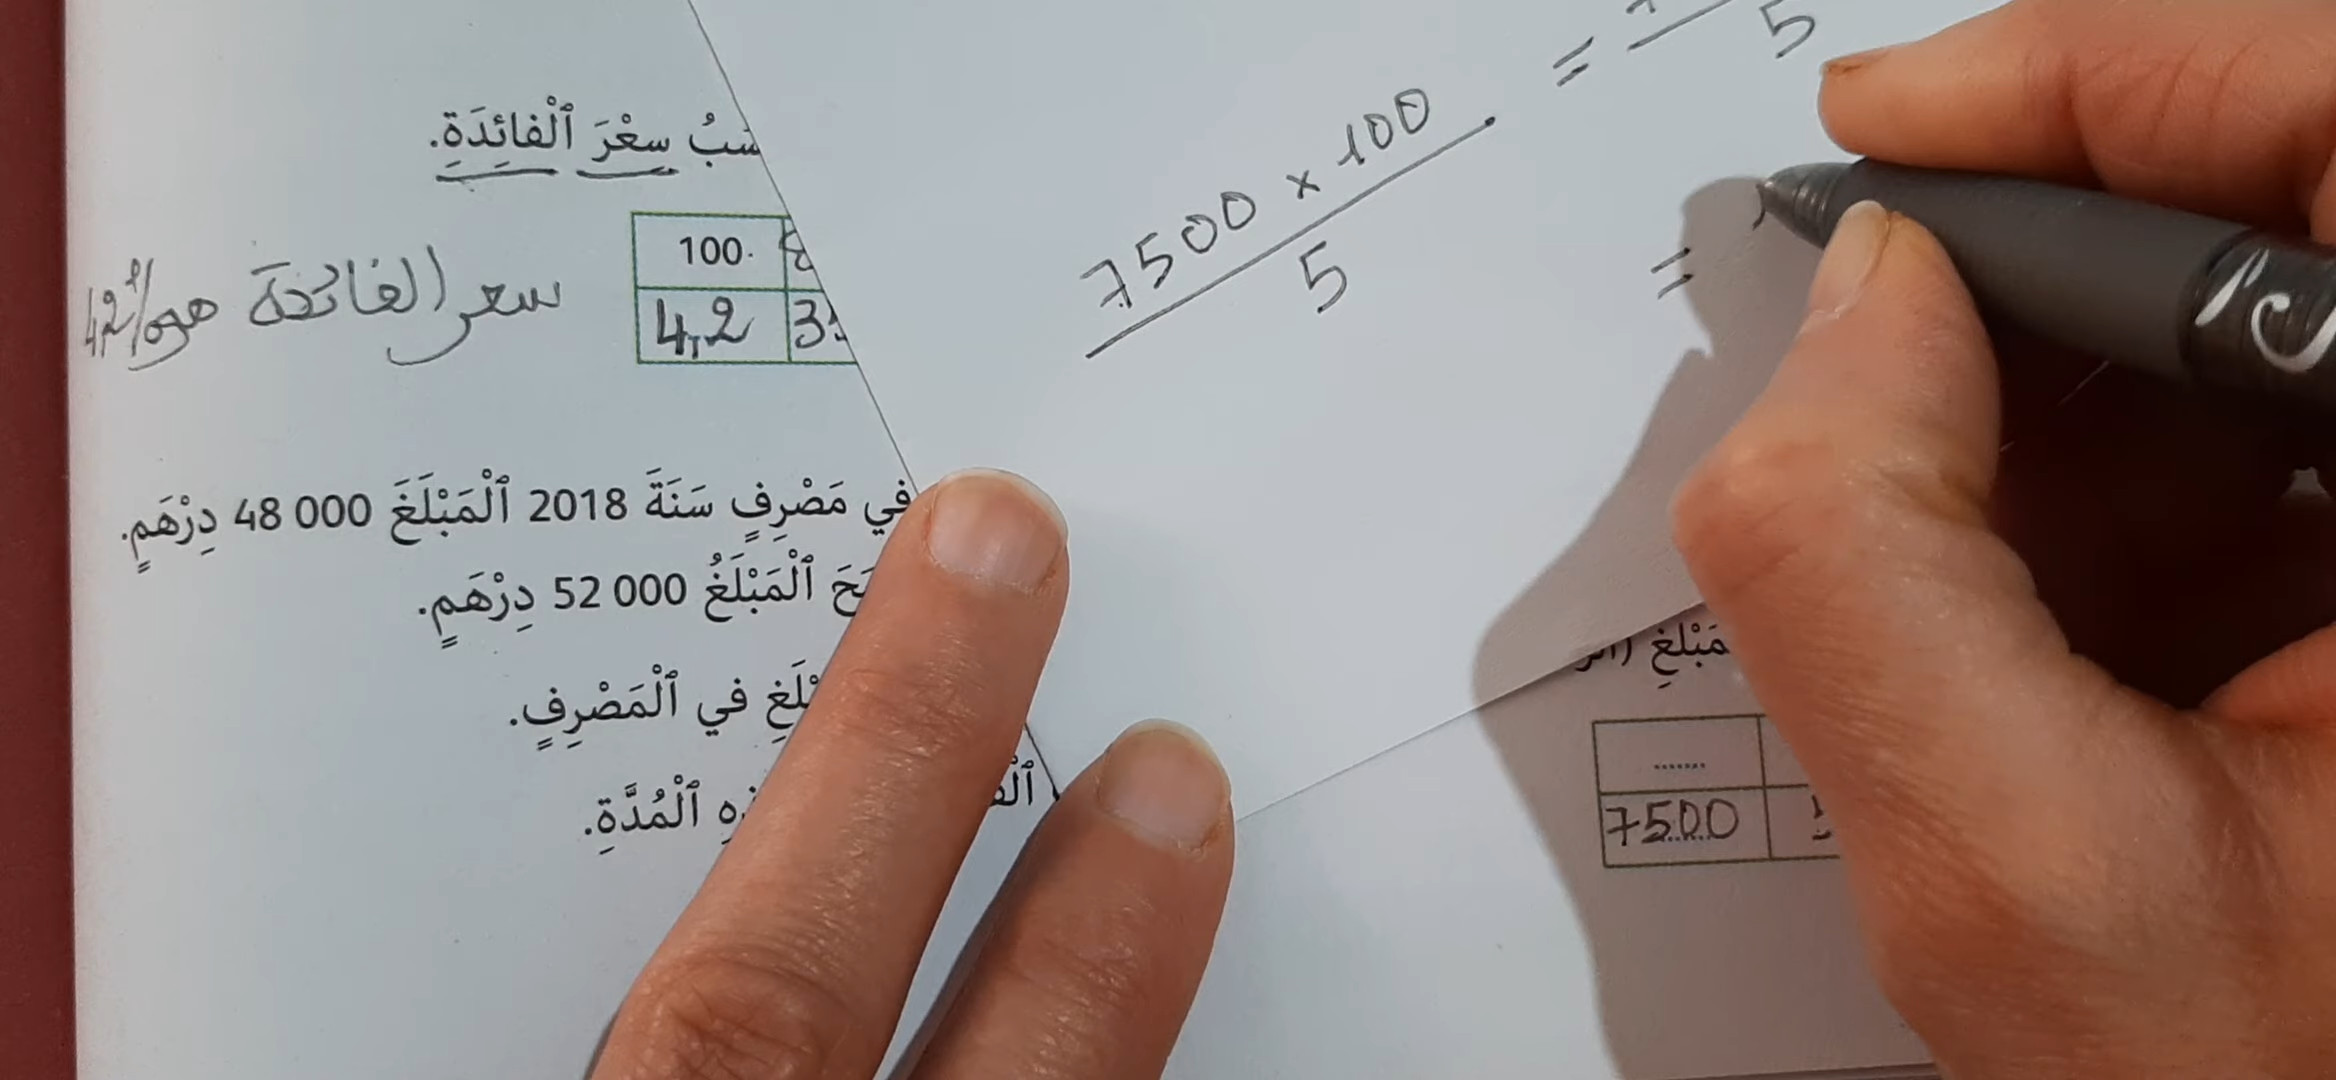 سِعْرَ ٱلْفائِدَةِ.
100
4,2
سعر الفائدة هو 4,2%
7500 × 100
5
=
5
=
في مَصْرِفٍ سَنَةَ 2018 ٱلْمَبْلَغَ 000 48 دِرْهَمٍ.
ٱلْمَبْلَغُ 000 52 دِرْهَمٍ.
في ٱلْمَصْرِفِ.
ٱلْمُدَّةِ.
.......
7500